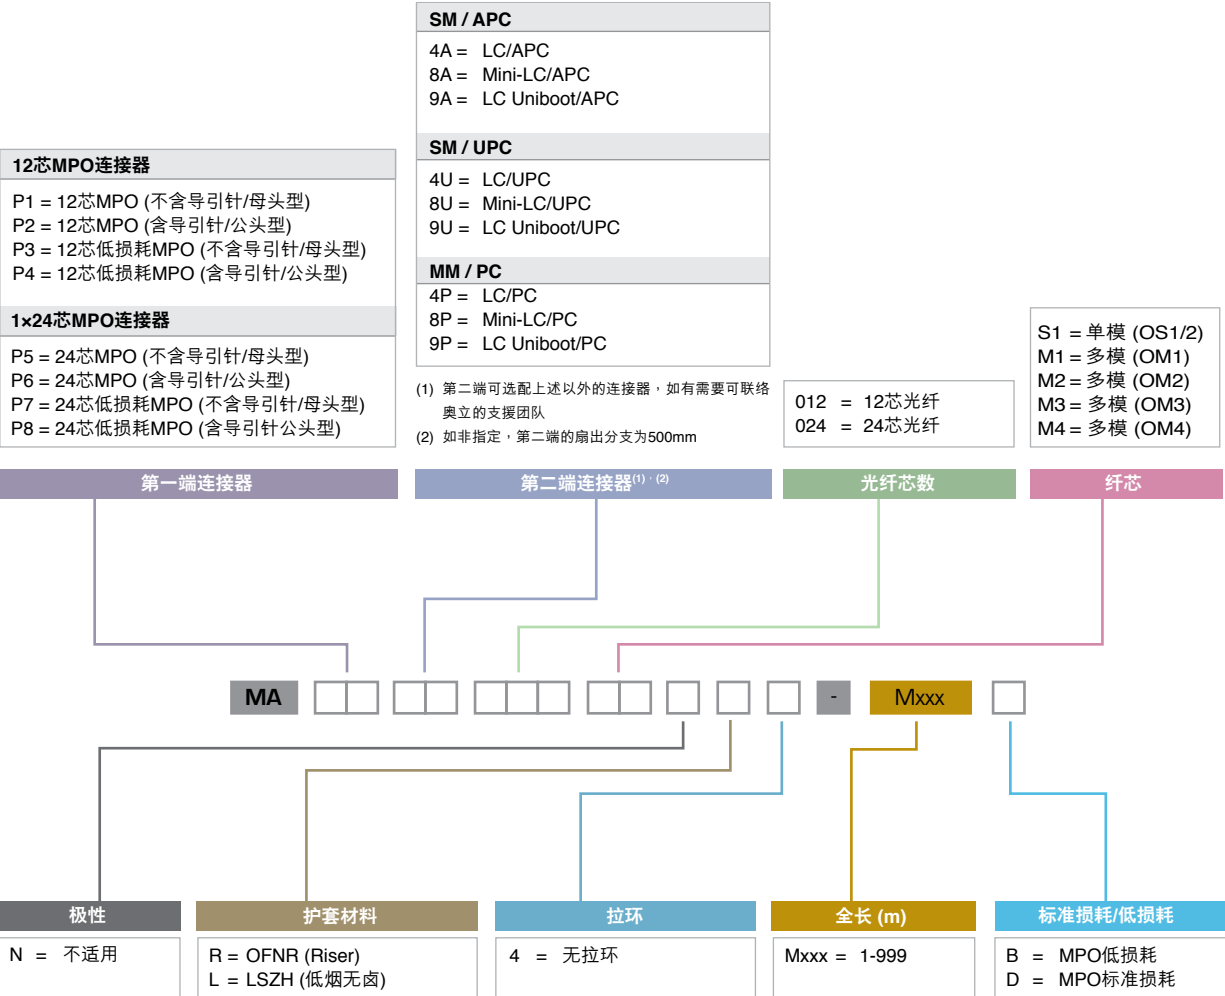 12芯MPO连接器
P1 = 12芯MPO (不含导引针/母头型)
P2 = 12芯MPO (含导引针/公头型)
P3 = 12芯低损耗MPO (不含导引针/母头型)
P4 = 12芯低损耗MPO (含导引针/公头型)
1×24芯MPO连接器
P5 = 24芯MPO (不含导引针/母头型)
P6 = 24芯MPO (含导引针/公头型)
P7 = 24芯低损耗MPO (不含导引针/母头型)
P8 = 24芯低损耗MPO (含导引针公头型)
SM / APC
4A = LC/APC
8A = Mini-LC/APC
9A = LC Uniboot/APC
SM / UPC
4U = LC/UPC
8U = Mini-LC/UPC
9U = LC Uniboot/UPC
MM / PC
4P = LC/PC
8P = Mini-LC/PC
9P = LC Uniboot/PC
(1) 第二端可选配上述以外的连接器，如有需要可联络
奥立的支援团队
(2) 如非指定，第二端的扇出分支为500mm
012 = 12芯光纤
024 = 24芯光纤
S1 = 单模 (OS1/2)
M1 = 多模 (OM1)
M2 = 多模 (OM2)
M3 = 多模 (OM3)
M4 = 多模 (OM4)
第一端连接器
第二端连接器(1)，(2)
光纤芯数
纤芯
MA - Mxxx
极性
N = 不适用
护套材料
R = OFNR (Riser)
L = LSZH (低烟无卤)
拉环
4 = 无拉环
全长 (m)
Mxxx = 1-999
标准损耗/低损耗
B = MPO低损耗
D = MPO标准损耗